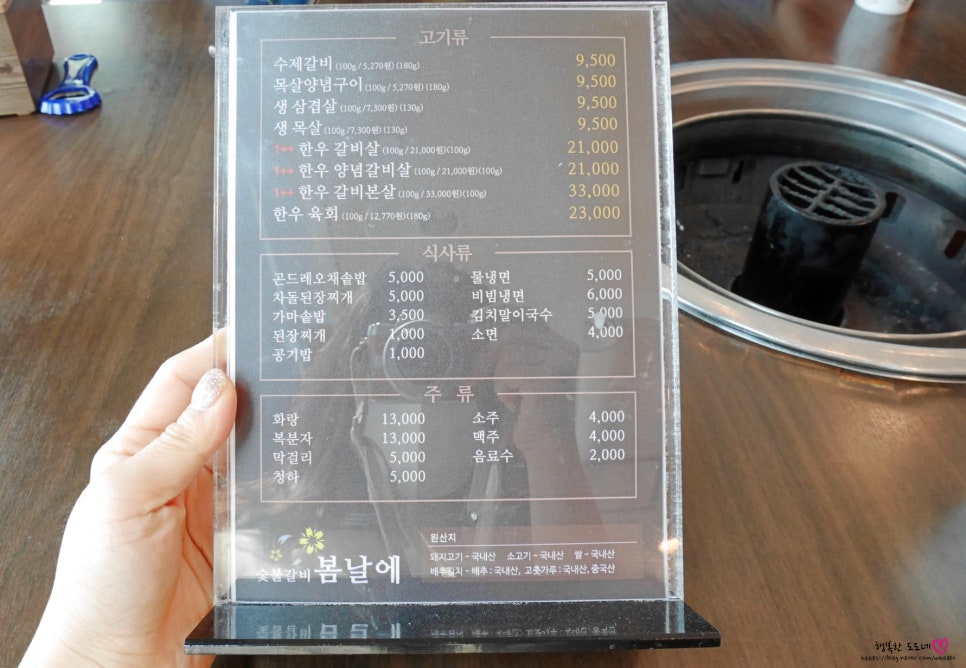 고기류
수제갈비 (100g / 5,270원) (180g) 9,500
목살양념구이 (100g / 5,270원) (180g) 9,500
생 삼겹살 (100g /7,300원) (130g) 9,500
생 목살 (100g /7,300원) (130g) 9,500
1++ 한우 갈비살 (100g / 21,000원)(100g) 21,000
1++ 한우 양념갈비살 (100g / 21,000원)(100g) 21,000
1++ 한우 갈비본살 (100g / 33,000원)(100g) 33,000
한우 육회 (100g / 12,770원)(180g) 23,000
식사류
곤드레오채솥밥 5,000 물냉면 5,000
차돌된장찌개 5,000 비빔냉면 6,000
가마솥밥 3,500 김치말이국수 5,000
된장찌개 1,000 소면 4,000
공기밥 1,000
주 류
화랑 13,000 소주 4,000
복분자 13,000 맥주 4,000
막걸리 5,000 음료수 2,000
청하 5,000
원산지
돼지고기 - 국내산 소고기 - 국내산 쌀 - 국내산
배추김치 - 배추 : 국내산, 고춧가루 : 국내산, 중국산
숯불갈비 봄날에
행복한 도도네